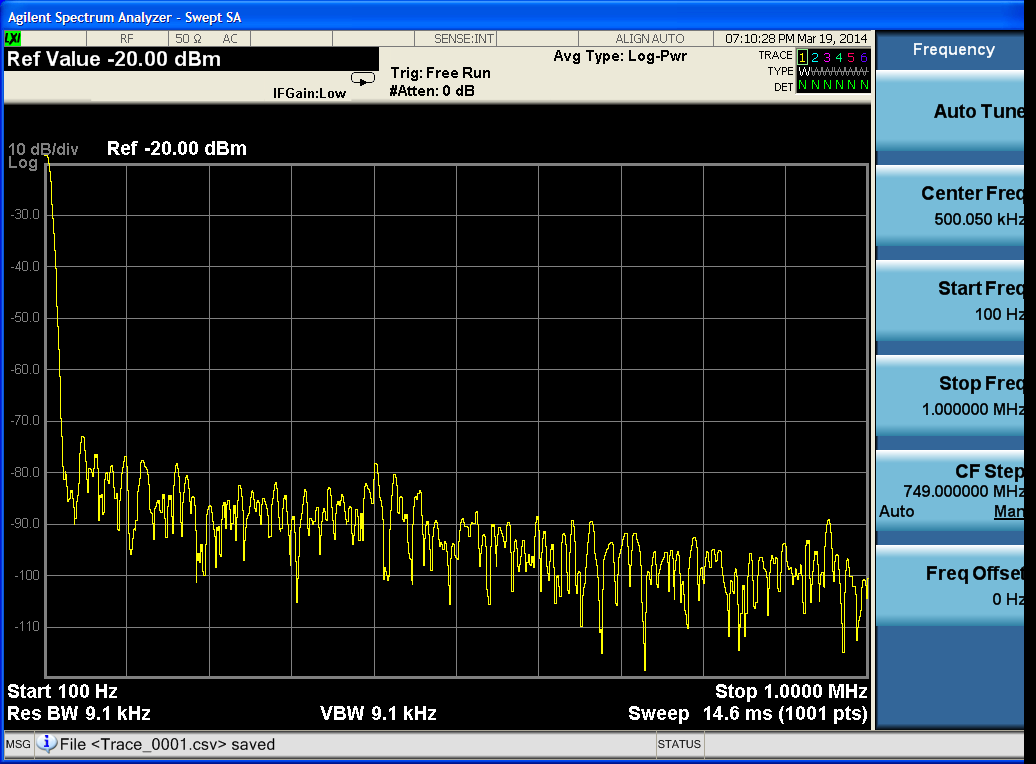 Agilent Spectrum Analyzer - Swept SA
LXI RF 50 Ω AC SENSE:INT ALIGN AUTO 07:10:28 PM Mar 19, 2014
Ref Value -20.00 dBm
Avg Type: Log-Pwr
TRACE 1 2 3 4 5 6
Trig: Free Run
TYPE WWWWWW
IFGain:Low
#Atten: 0 dB
DET N N N N N N
10 dB/div Ref -20.00 dBm
Log
-30.0
-40.0
-50.0
-60.0
-70.0
-80.0
-90.0
-100
-110
Start 100 Hz
Stop 1.0000 MHz
Res BW 9.1 kHz
VBW 9.1 kHz
Sweep 14.6 ms (1001 pts)
MSG File <Trace_0001.csv> saved
STATUS
Frequency
Auto Tune
Center Freq
500.050 kHz
Start Freq
100 Hz
Stop Freq
1.000000 MHz
CF Step
749.000000 MHz
Auto Man
Freq Offset
0 Hz